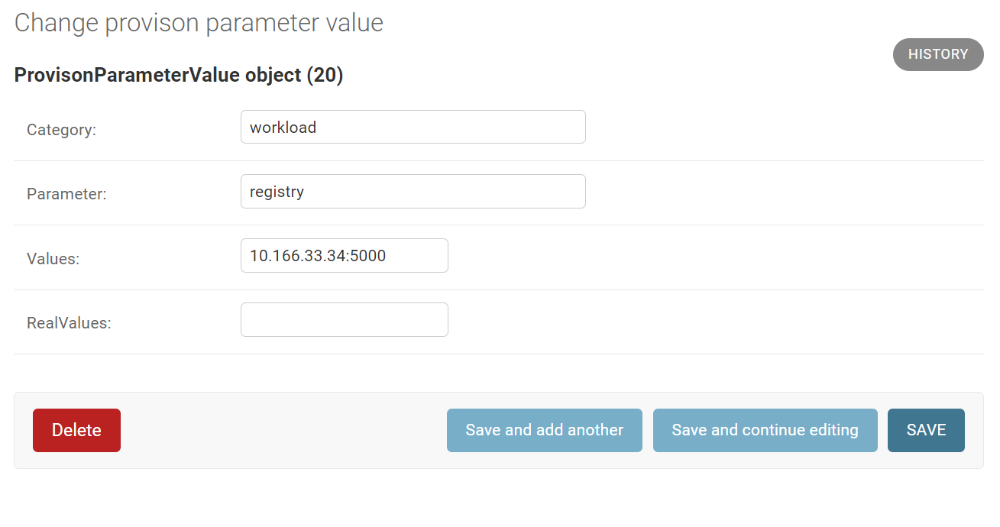 Change provison parameter value
HISTORY
ProvisonParameterValue object (20)
Category: workload
Parameter: registry
Values: 10.166.33.34:5000
RealValues:
Delete Save and add another Save and continue editing SAVE